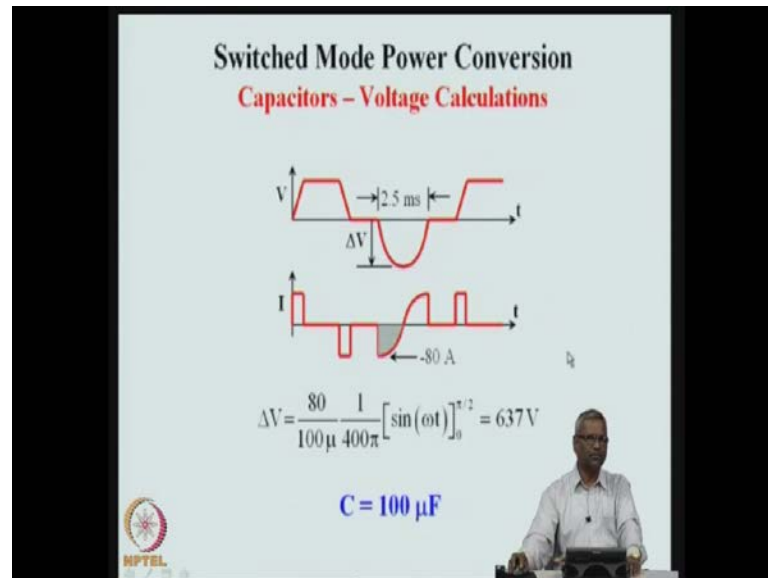 Switched Mode Power Conversion
Capacitors – Voltage Calculations
V
2.5 ms
t
ΔV
I
t
-80 A
ΔV = 80/100μ 1/400π [sin(ωt)]₀^π/2 = 637 V
C = 100 μF
NPTEL